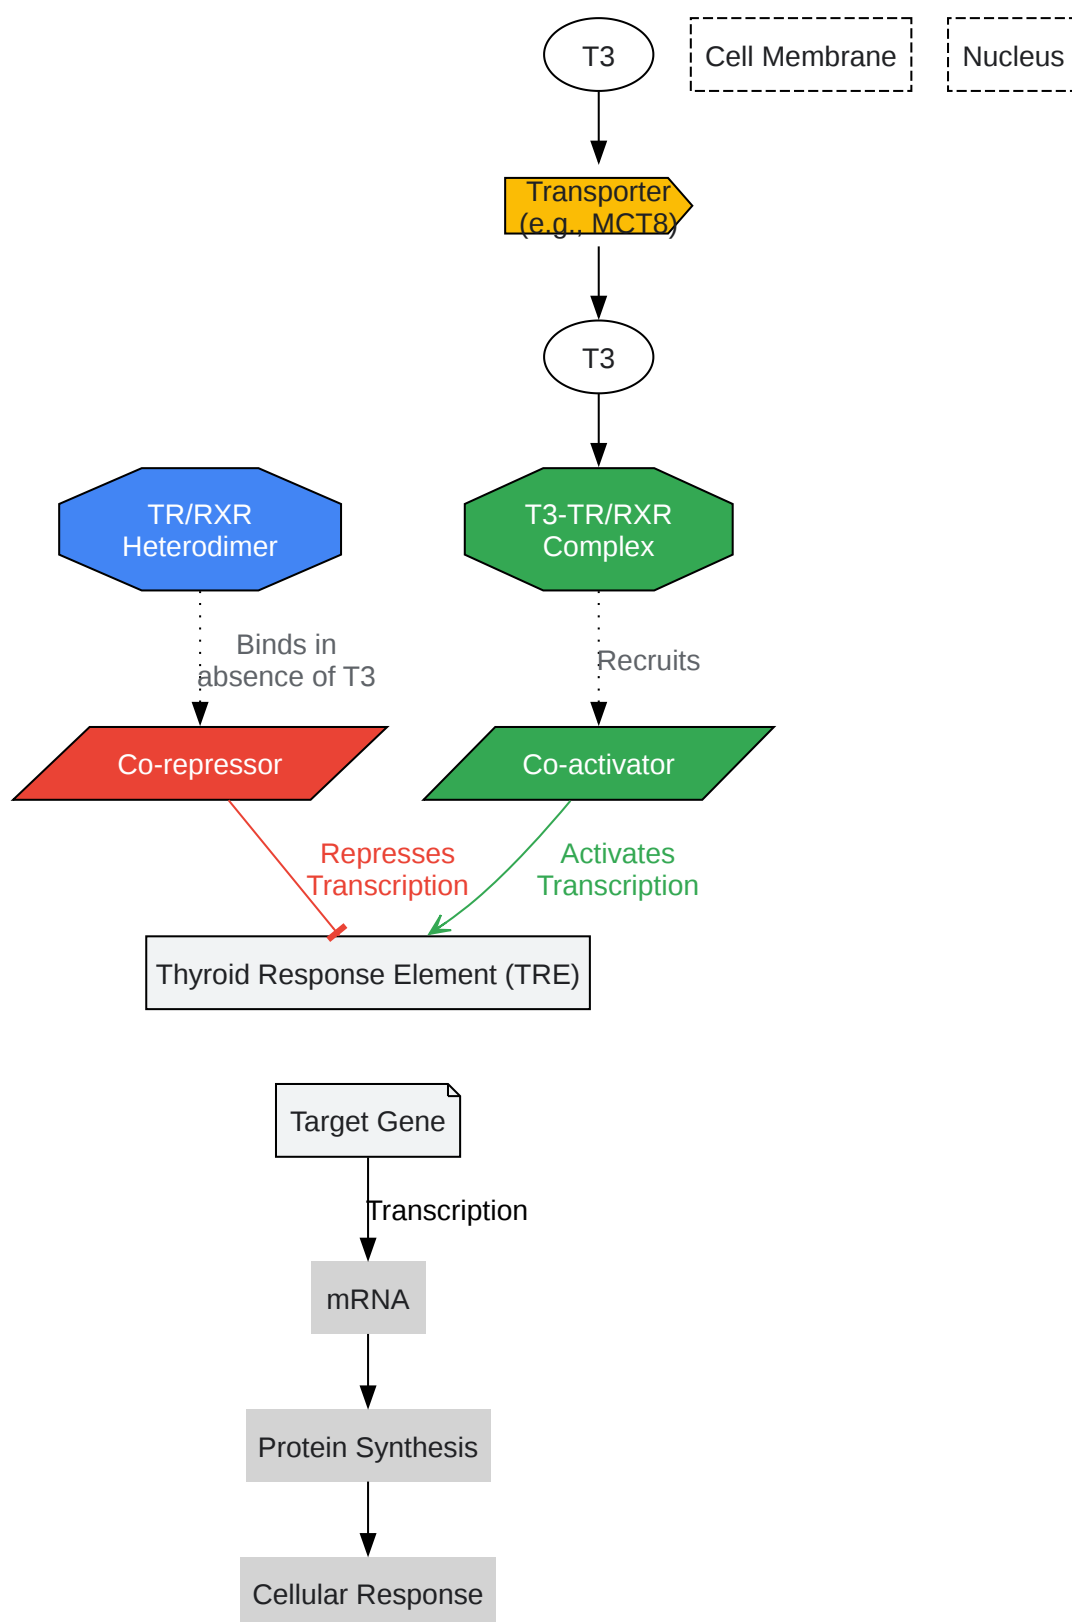 T3
Cell Membrane
Nucleus
Transporter
(e.g., MCT8)
T3
TR/RXR
Heterodimer
T3-TR/RXR
Complex
Binds in
absence of T3
Recruits
Co-repressor
Co-activator
Represses
Transcription
Activates
Transcription
Thyroid Response Element (TRE)
Target Gene
Transcription
mRNA
Protein Synthesis
Cellular Response